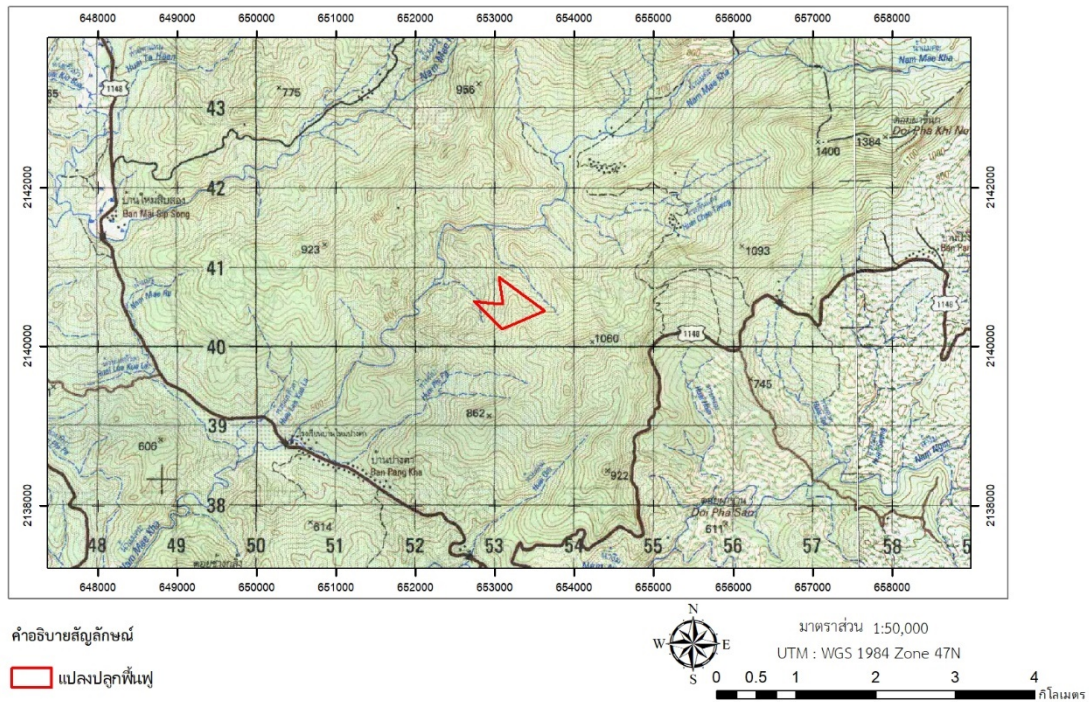 648000 649000 650000 651000 652000 653000 654000 655000 656000 657000 658000
1148
43
775
956
Nam Mae Kha
Nam Mae Kha
1400
1384
Doi Pha Khi Nu
2142000
42
2142000
บ้านใหม่สิบสอง
Ban Mai Sip Song
923
1093
41
1148
1148
2140000
40
1060
2140000
745
862
39
606
บ้านปางคา
Ban Pang Kha
922
2138000
38
Doi Pha San
2138000
614
611
48 49 50 51 52 53 54 55 56 57 58 5
648000 649000 650000 651000 652000 653000 654000 655000 656000 657000 658000
คำอธิบายสัญลักษณ์
แปลงปลูกฟื้นฟู
N
W E
S
มาตราส่วน 1:50,000
UTM : WGS 1984 Zone 47N
0 0.5 1 2 3 4
กิโลเมตร